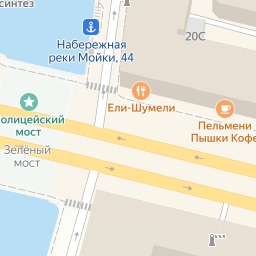 синтез
Набережная
реки Мойки, 44
20С
Ели-Шумели
Пельмени
Пышки Кофе
олицейский
мост
Зелёный
мост